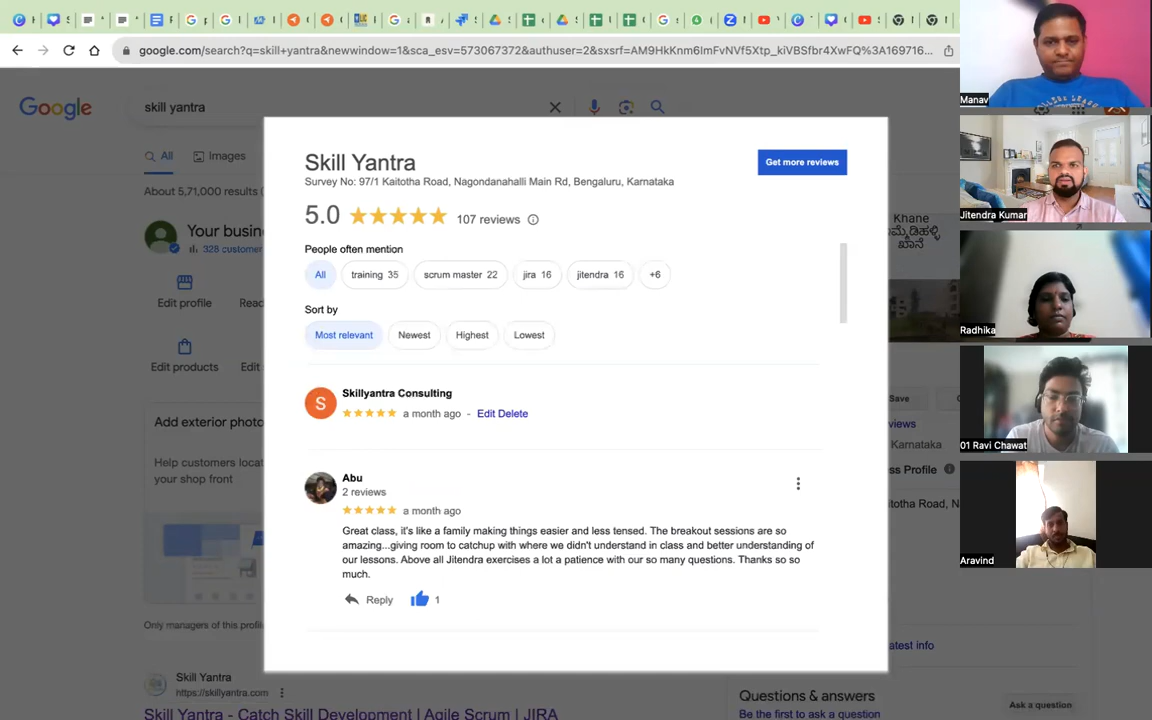 google.com/search?q=skill+yantra&newwindow=1&sca_esv=573067372&authuser=2&sxsrf=AM9HkKnm6ImFvNVf5Xtp_kiVBSfbr4XwFQ%3A169716...
Google
skill yantra
All
Images
About 5,71,000 results
Your busin
328 customer
Edit profile
Read
Edit products
Edit s
Add exterior photo
Help customers locat
your shop front
Only managers of this profil
Skill Yantra
https://skillyantra.com
Skill Yantra - Catch Skill Development | Agile Scrum | JIRA
Skill Yantra
Get more reviews
Survey No: 97/1 Kaitotha Road, Nagondanahalli Main Rd, Bengaluru, Karnataka
5.0
107 reviews
People often mention
All
training 35
scrum master 22
jira 16
jitendra 16
+6
Sort by
Most relevant
Newest
Highest
Lowest
S
Skillyantra Consulting
a month ago - Edit Delete
Abu
2 reviews
a month ago
Great class, it's like a family making things easier and less tensed. The breakout sessions are so
amazing...giving room to catchup with where we didn't understand in class and better understanding of
our lessons. Above all Jitendra exercises a lot a patience with our so many questions. Thanks so so
much.
Reply
1
Khane
ಖಾನೆ
Save
views
Karnataka
ss Profile
itotha Road, N
atest info
Questions & answers
Be the first to ask a question
Ask a question
Manav
Jitendra Kumar
Radhika
01 Ravi Chawat
Aravind